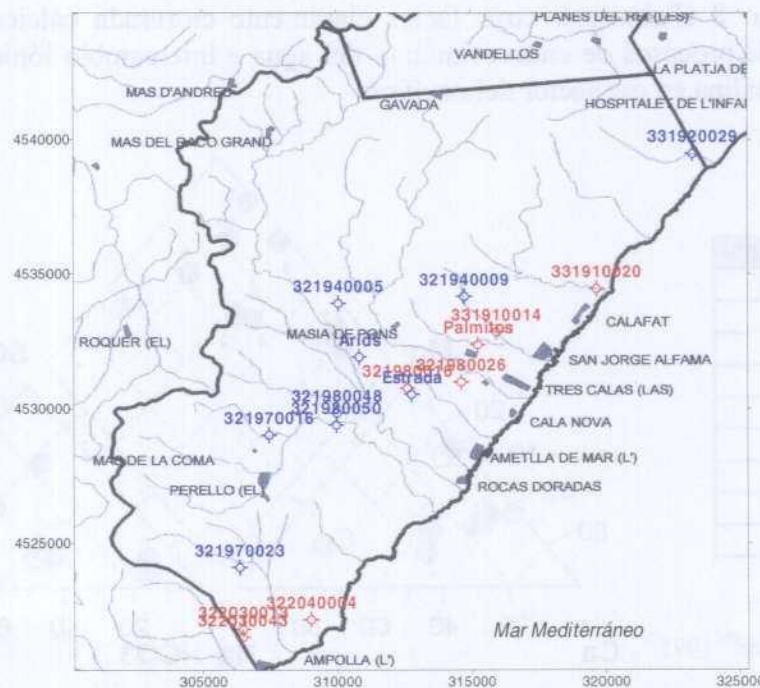 PLANES DEL REI (LES)
VANDELLOS
LA PLATJA DE
MAS D'ANDREU
GAVADA
HOSPITALET DE L'INFAN
4540000
MAS DEL RACO GRAND
331920029
4535000
321940005
321940009
331910020
331910014
CALAFAT
ROQUER (EL)
MASIA DE PONS
Palmitos
Arids
SAN JORGE ALFAMA
321980026
Estrada
TRES CALAS (LAS)
4530000
321980048
321980050
321970016
CALA NOVA
MAS DE LA COMA
AMETLLA DE MAR (L')
PERELLO (EL)
ROCAS DORADAS
4525000
321970023
322040004
322030043
Mar Mediterráneo
AMPOLLA (L')
305000 310000 315000 320000 325000